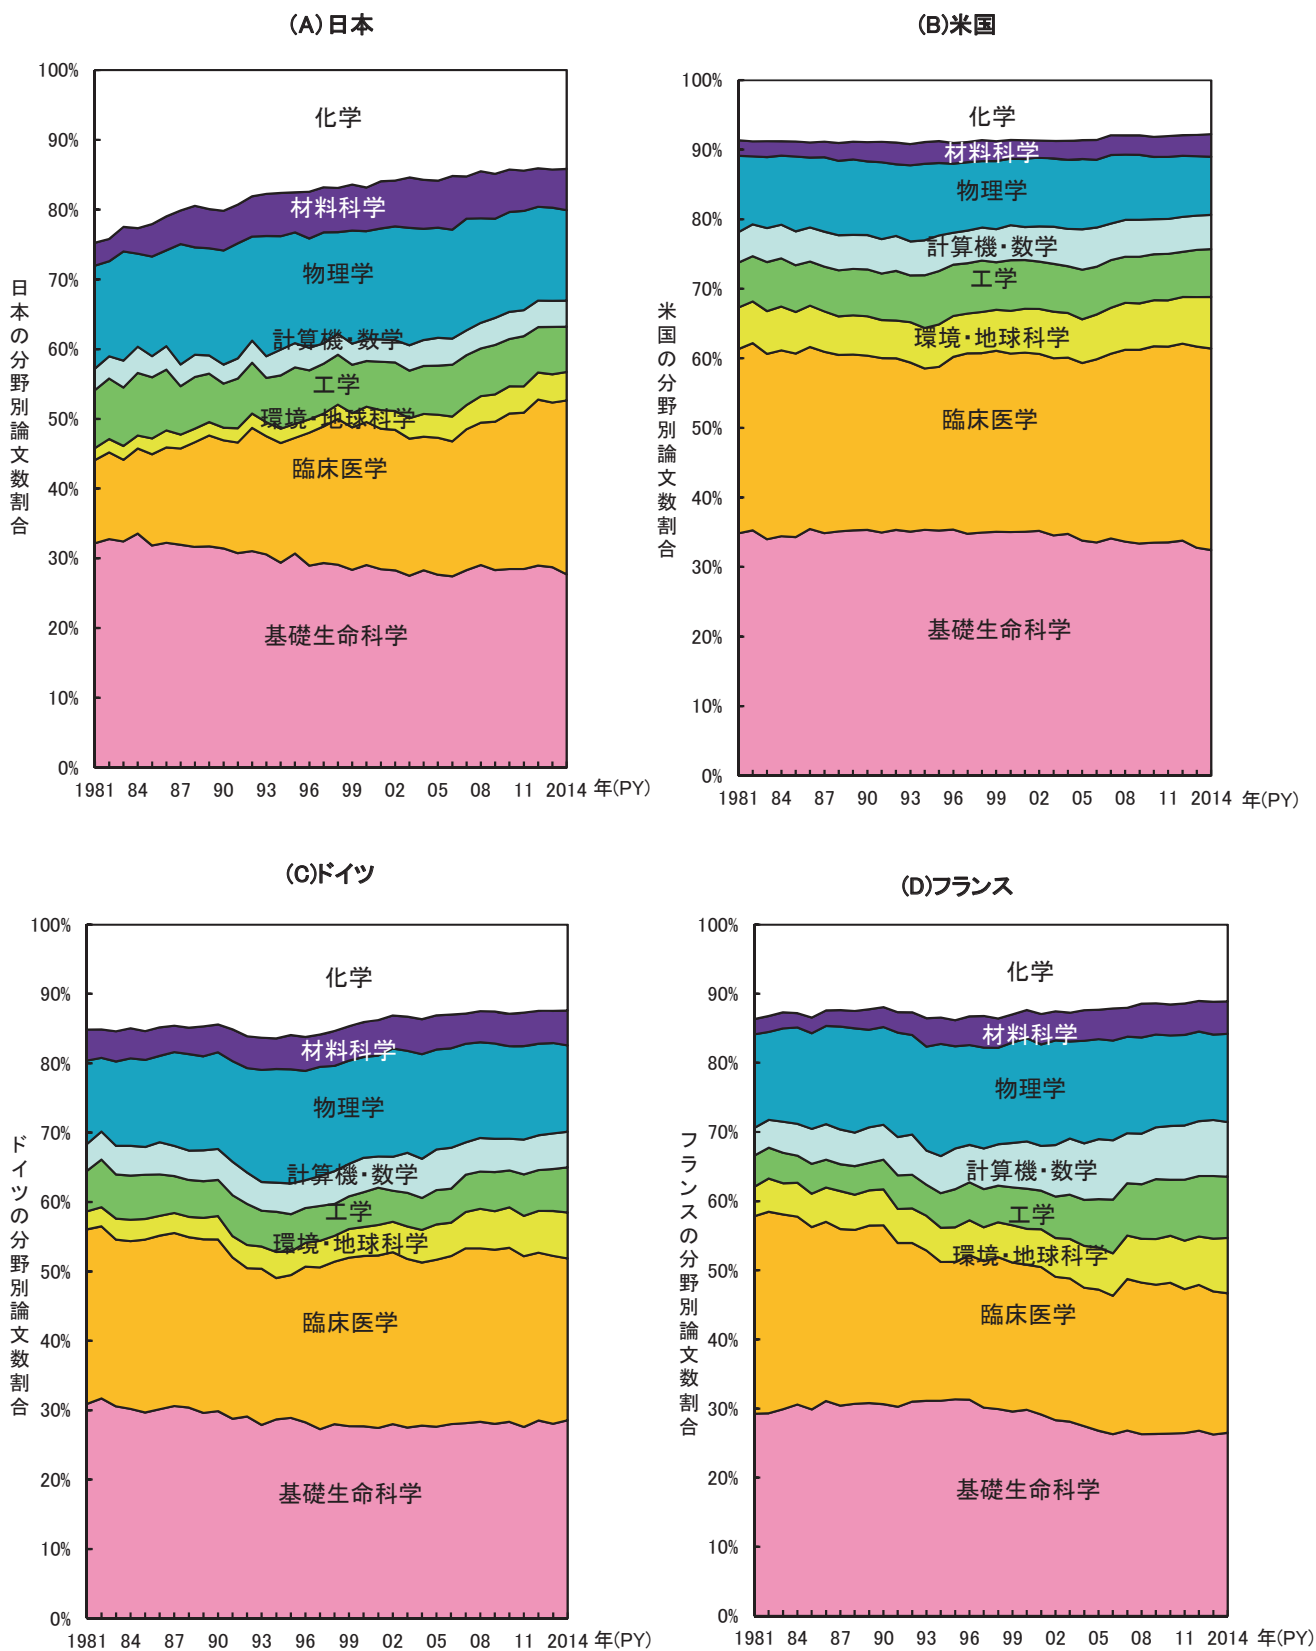 (A)日本
100%
90%
80%
70%
60%
50%
40%
30%
20%
10%
0%
日本の分野別論文数割合
化学
材料科学
物理学
計算機・数学
工学
環境・地球科学
臨床医学
基礎生命科学
1981 84 87 90 93 96 99 02 05 08 11 2014 年(PY)
(B)米国
100%
90%
80%
70%
60%
50%
40%
30%
20%
10%
0%
米国の分野別論文数割合
化学
材料科学
物理学
計算機・数学
工学
環境・地球科学
臨床医学
基礎生命科学
1981 84 87 90 93 96 99 02 05 08 11 2014 年(PY)
(C)ドイツ
100%
90%
80%
70%
60%
50%
40%
30%
20%
10%
0%
ドイツの分野別論文数割合
化学
材料科学
物理学
計算機・数学
工学
環境・地球科学
臨床医学
基礎生命科学
1981 84 87 90 93 96 99 02 05 08 11 2014 年(PY)
(D)フランス
100%
90%
80%
70%
60%
50%
40%
30%
20%
10%
0%
フランスの分野別論文数割合
化学
材料科学
物理学
計算機・数学
工学
環境・地球科学
臨床医学
基礎生命科学
1981 84 87 90 93 96 99 02 05 08 11 2014 年(PY)